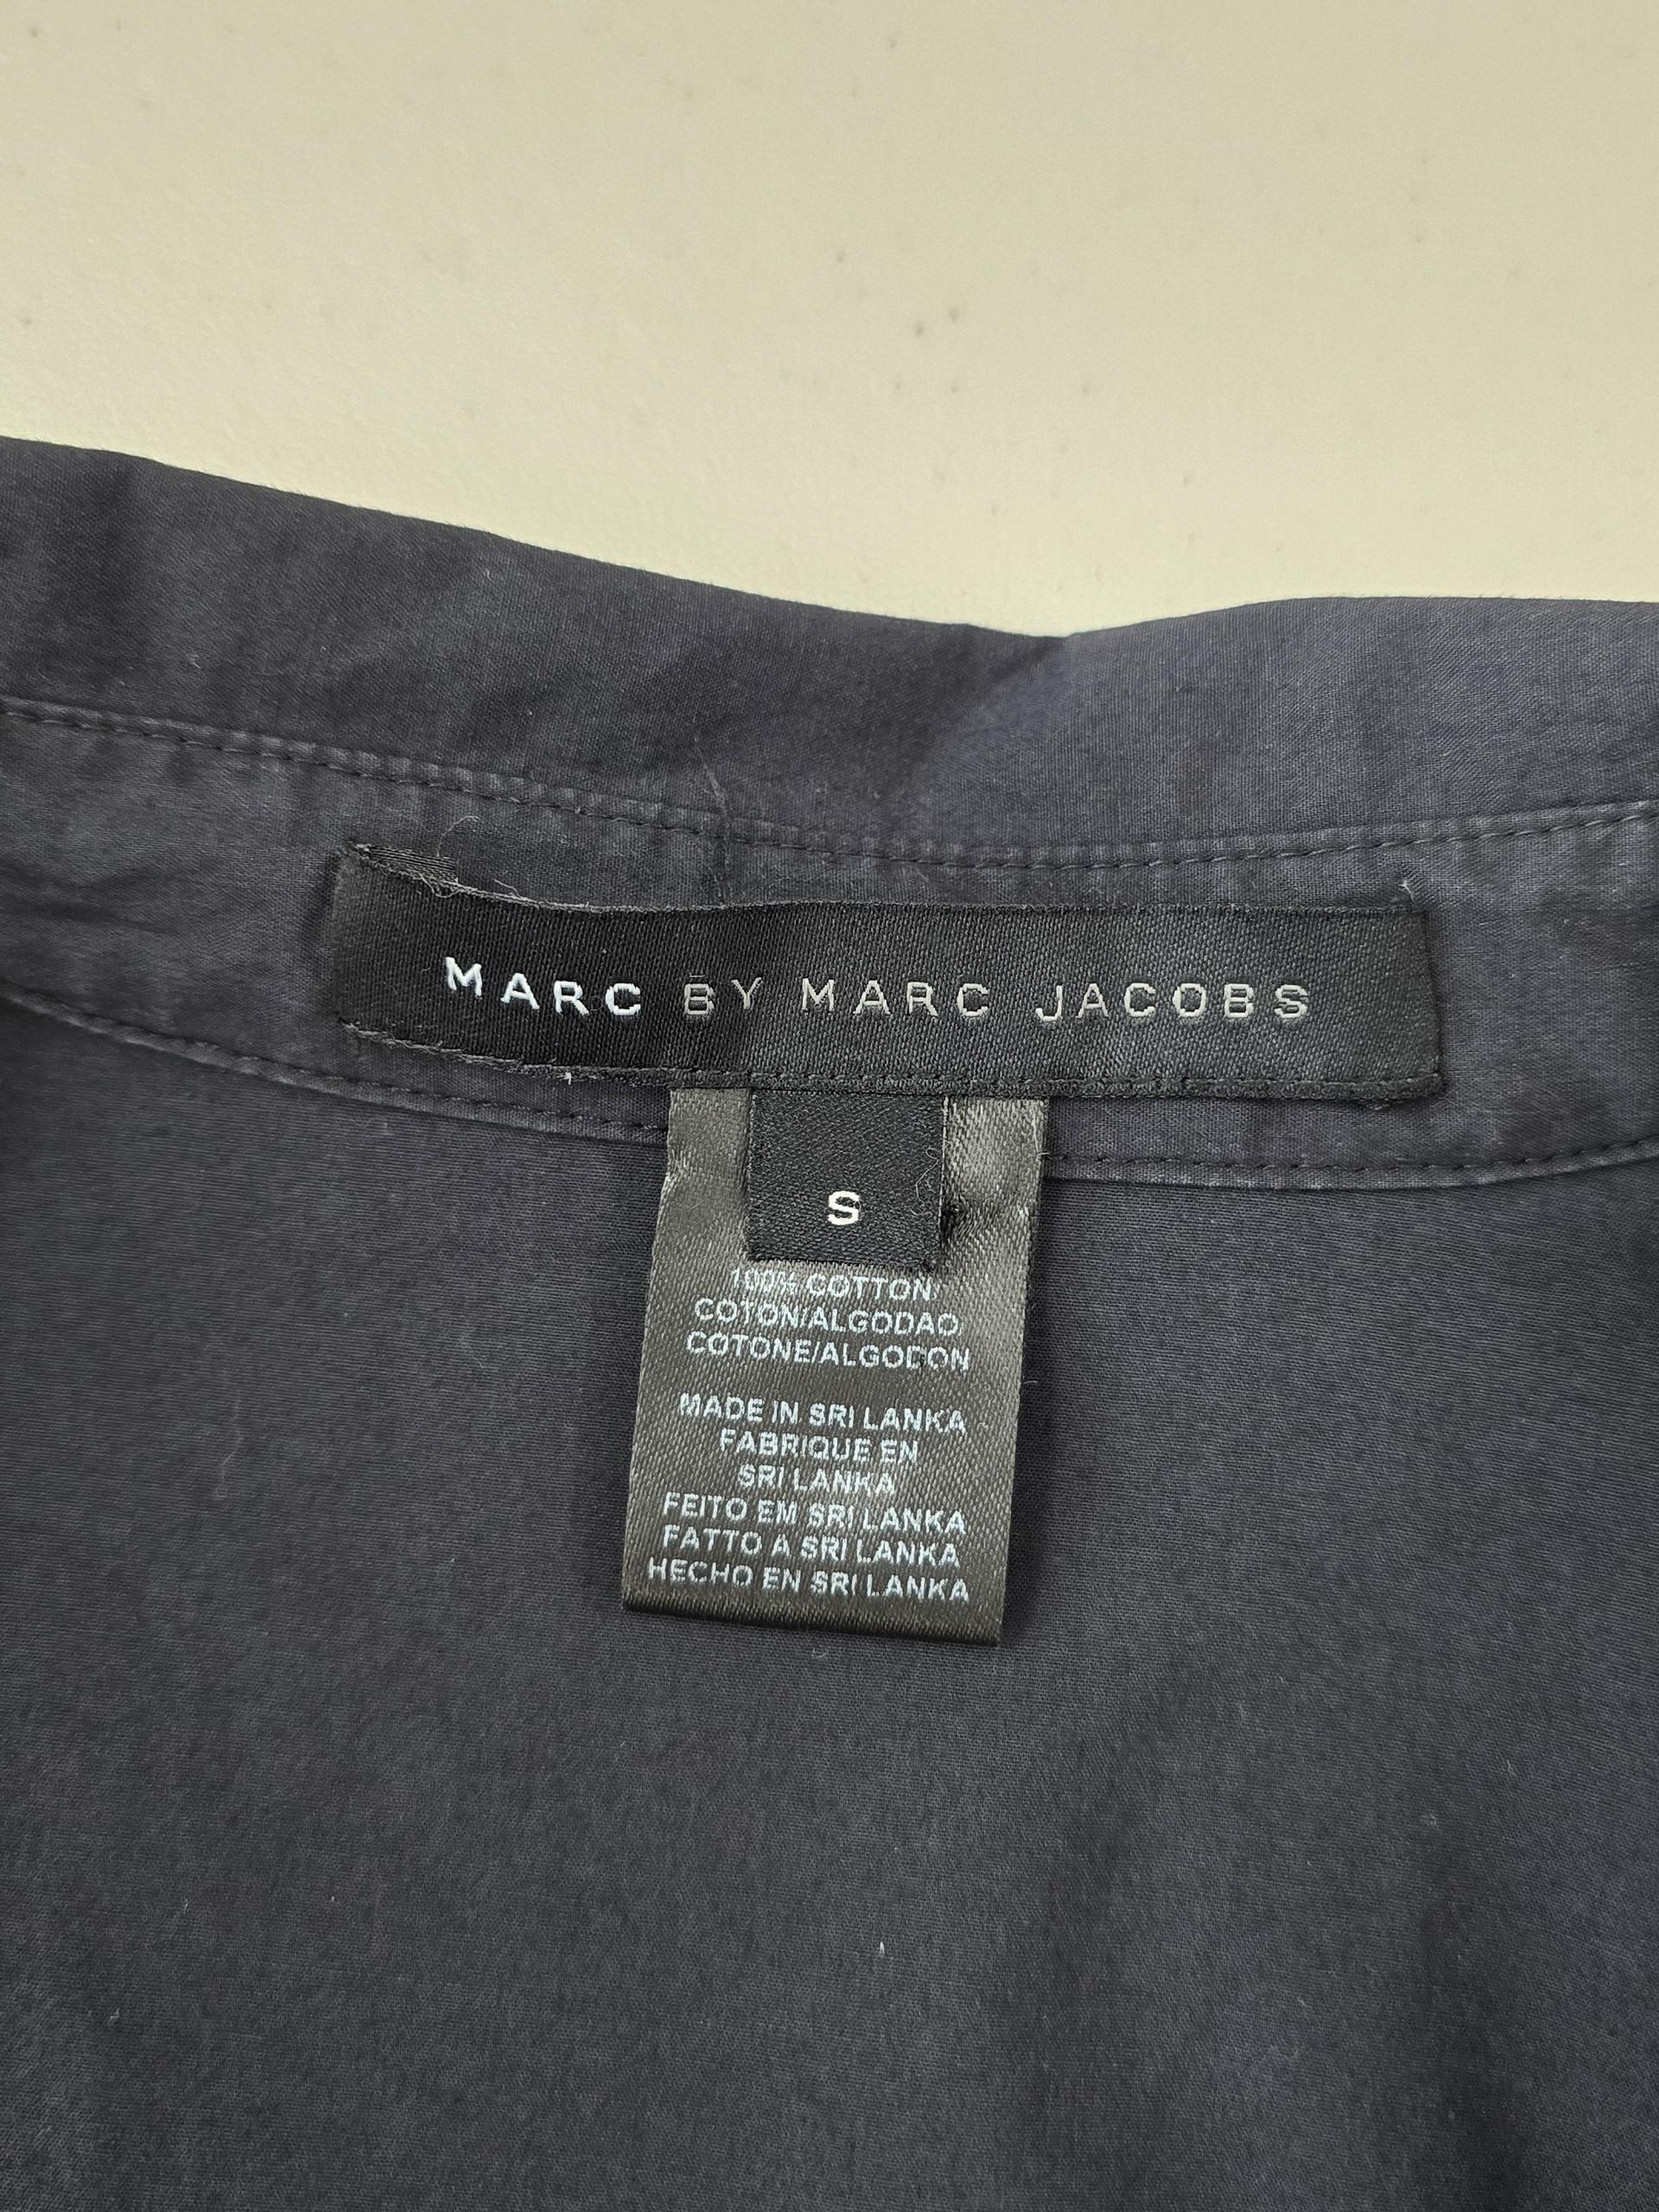 MARC BY MARC JACOBS
S
100% COTTON
COTON/ALGODAO
COTONE/ALGODON
MADE IN SRI LANKA
FABRIQUE EN
SRI LANKA
FEITO EM SRI LANKA
FATTO A SRI LANKA
HECHO EN SRI LANKA